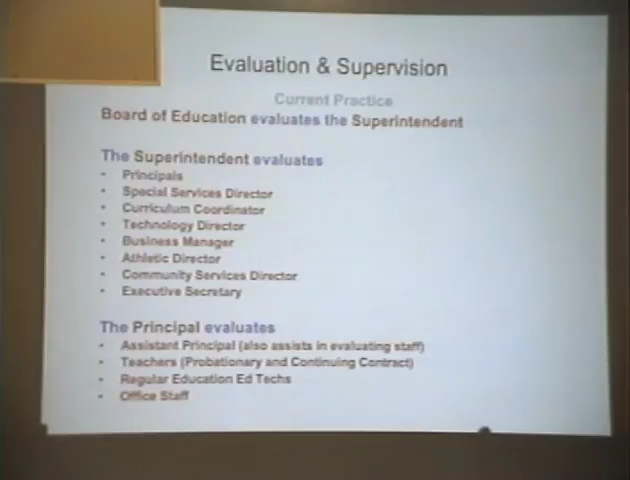 Evaluation & Supervision
Current Practice
Board of Education evaluates the Superintendent
The Superintendent evaluates
• Principals
• Special Services Director
• Curriculum Coordinator
• Technology Director
• Business Manager
• Athletic Director
• Community Services Director
• Executive Secretary
The Principal evaluates
• Assistant Principal (also assists in evaluating staff)
• Teachers (Probationary and Continuing Contract)
• Regular Education Ed Techs
• Office Staff